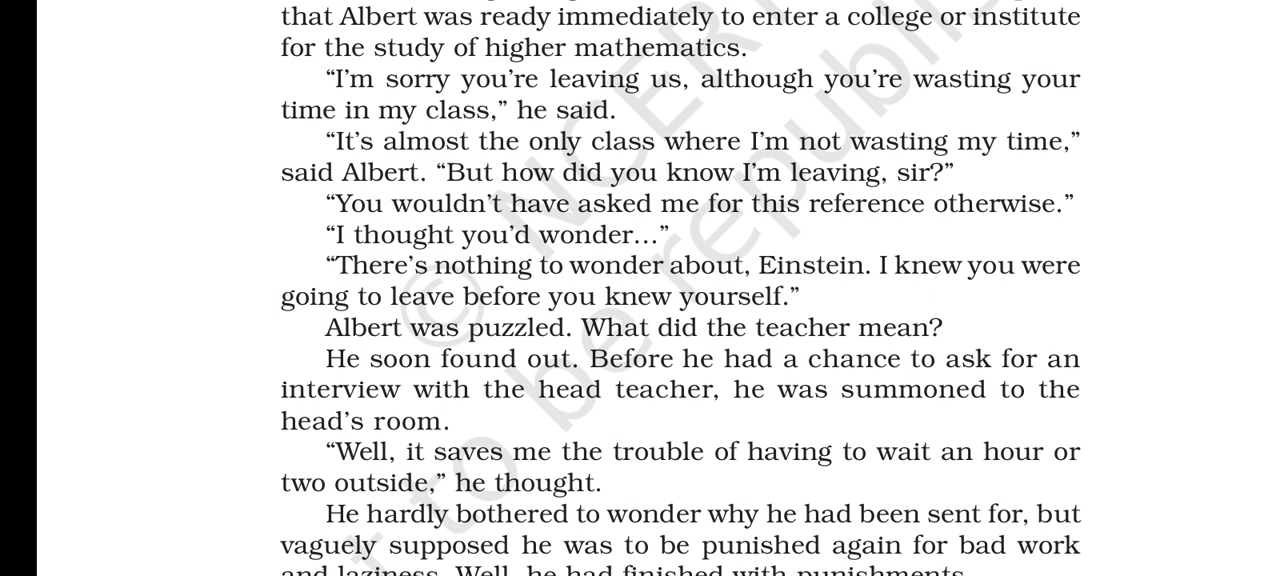 that Albert was ready immediately to enter a college or institute
for the study of higher mathematics.
“I’m sorry you’re leaving us, although you’re wasting your
time in my class,” he said.
“It’s almost the only class where I’m not wasting my time,”
said Albert. “But how did you know I’m leaving, sir?”
“You wouldn’t have asked me for this reference otherwise.”
“I thought you’d wonder...”
“There’s nothing to wonder about, Einstein. I knew you were
going to leave before you knew yourself.”
Albert was puzzled. What did the teacher mean?
He soon found out. Before he had a chance to ask for an
interview with the head teacher, he was summoned to the
head’s room.
“Well, it saves me the trouble of having to wait an hour or
two outside,” he thought.
He hardly bothered to wonder why he had been sent for, but
vaguely supposed he was to be punished again for bad work
and laziness. Well, he had finished with punishments.
© NCER
to be republi